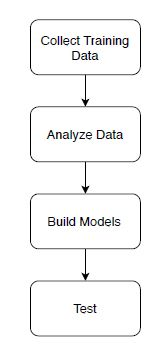 Collect Training
Data
Analyze Data
Build Models
Test